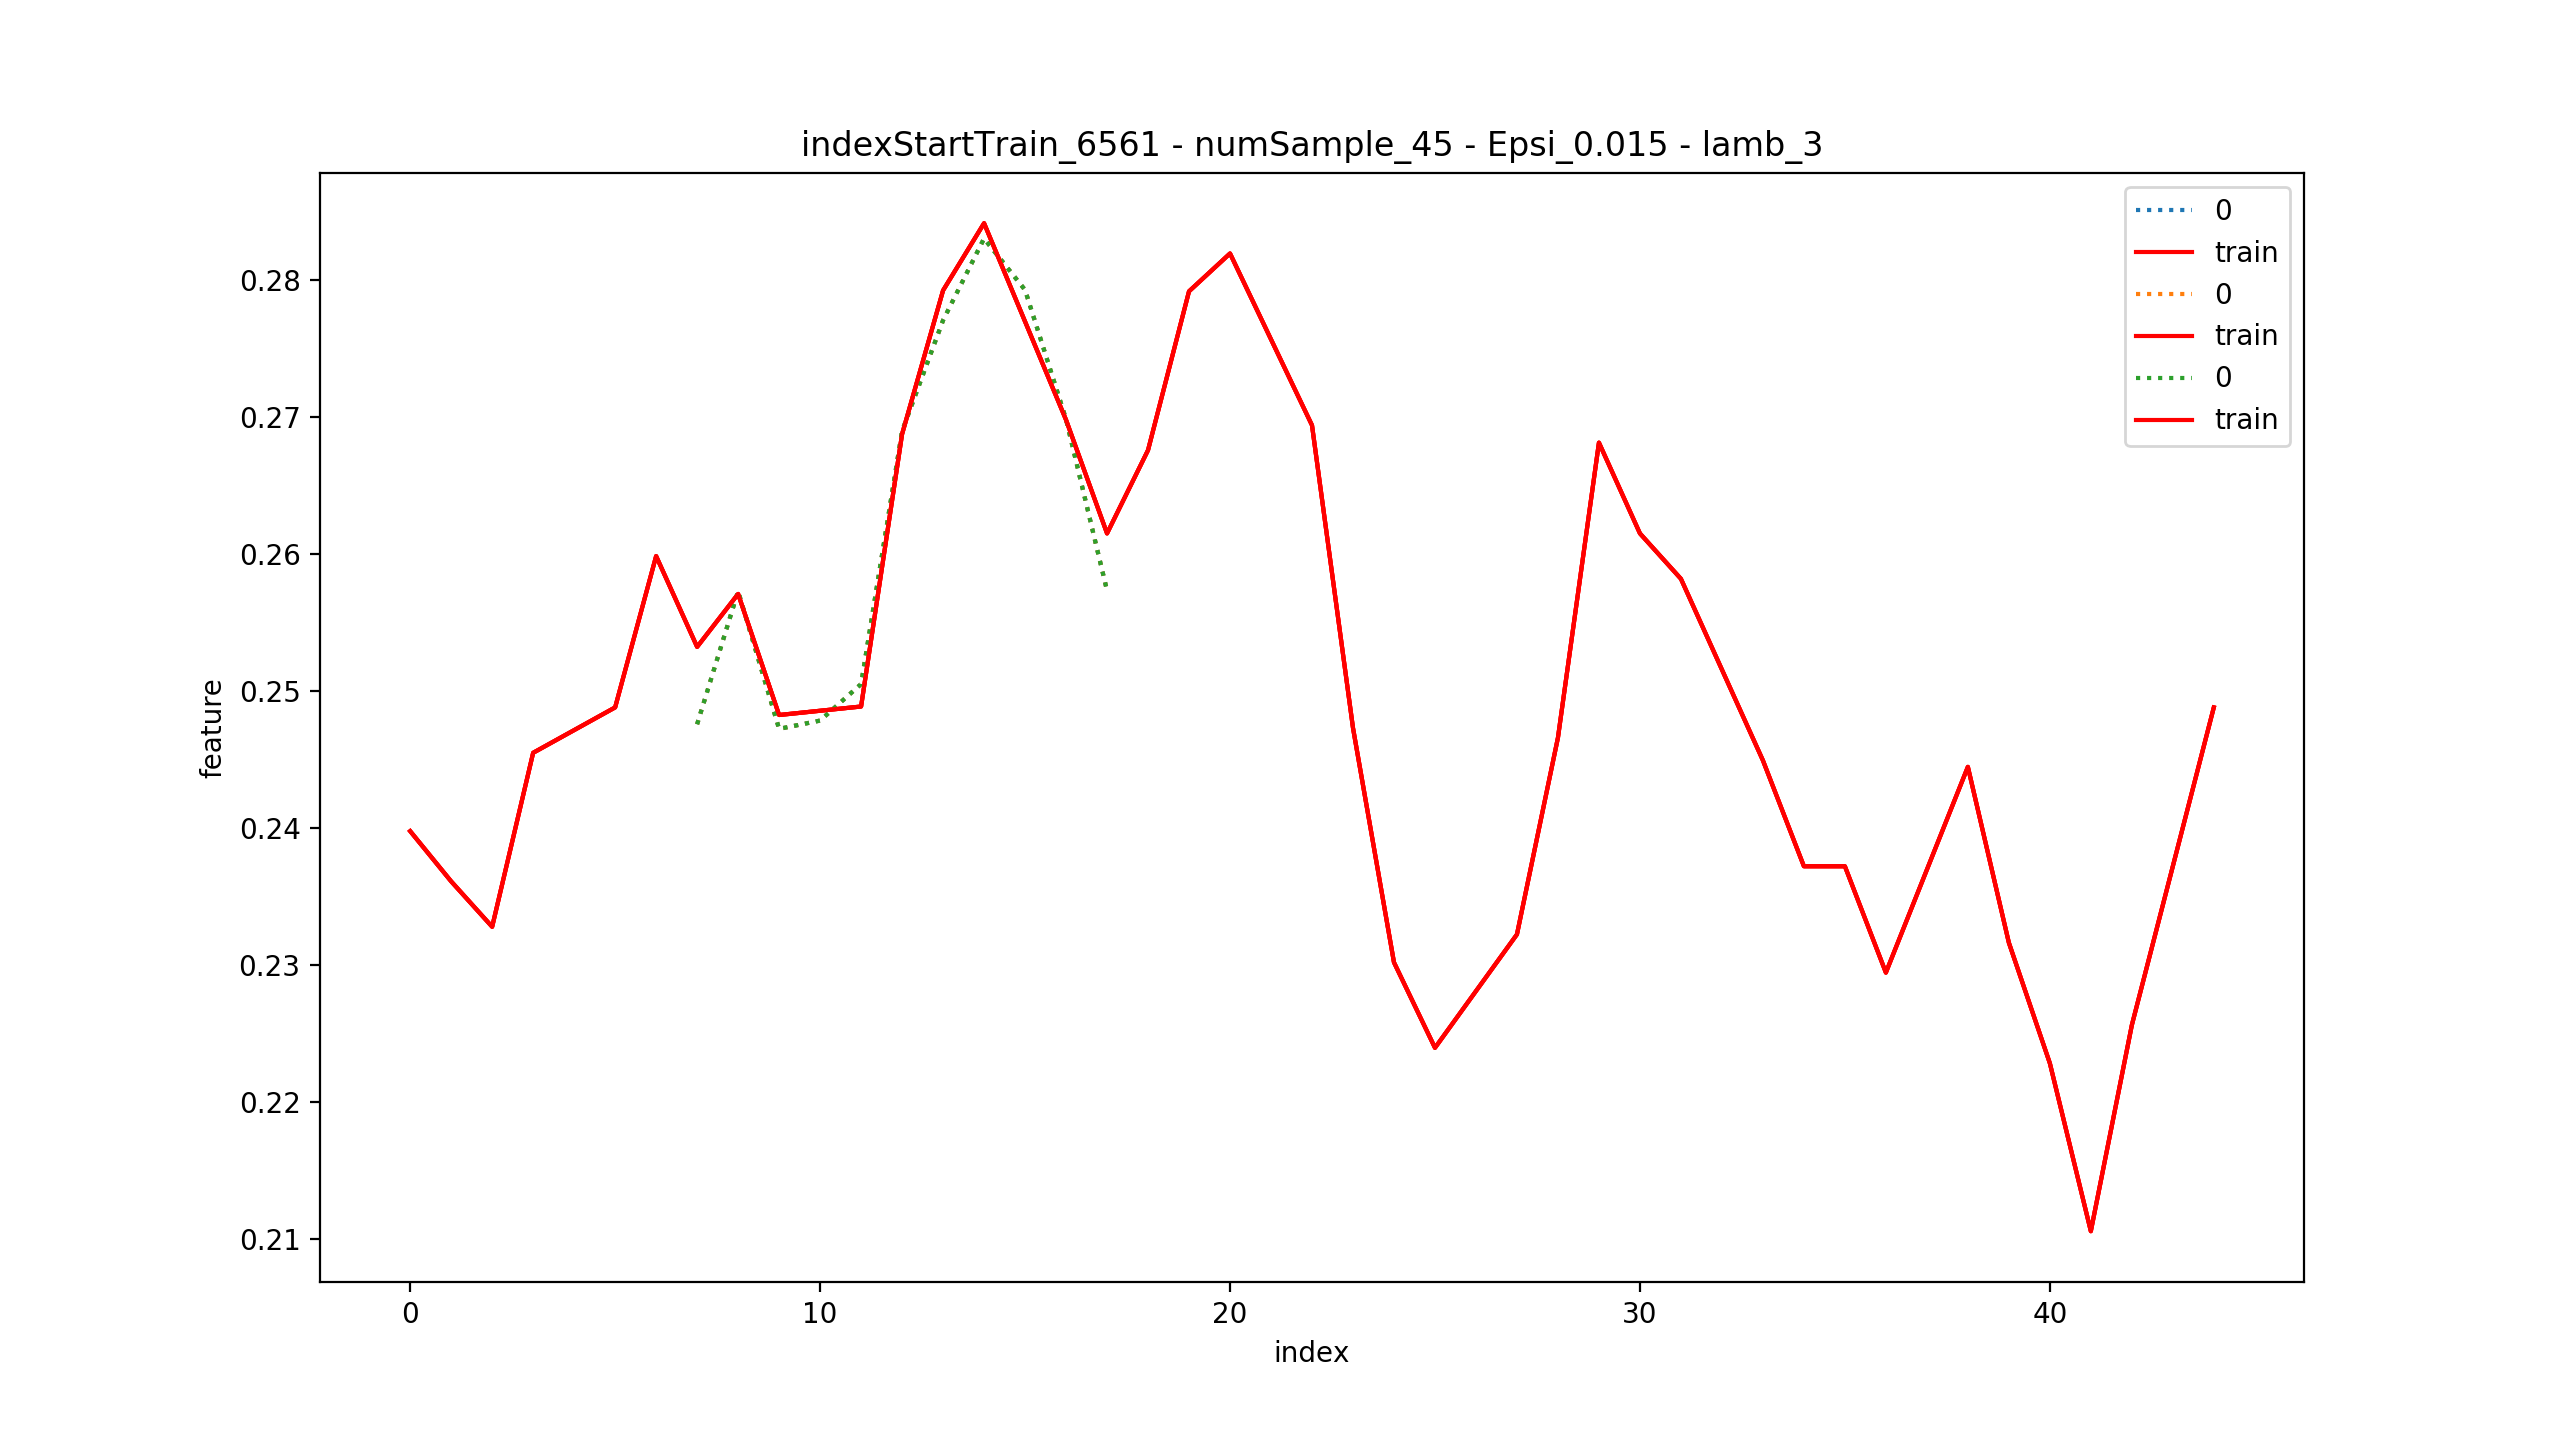 indexStartTrain_6561 - numSample_45 - Epsi_0.015 - lamb_3
0
train
0
train
0
train
0.28
0.27
0.26
0.25
0.24
0.23
0.22
0.21
feature
0 10 20 30 40
index